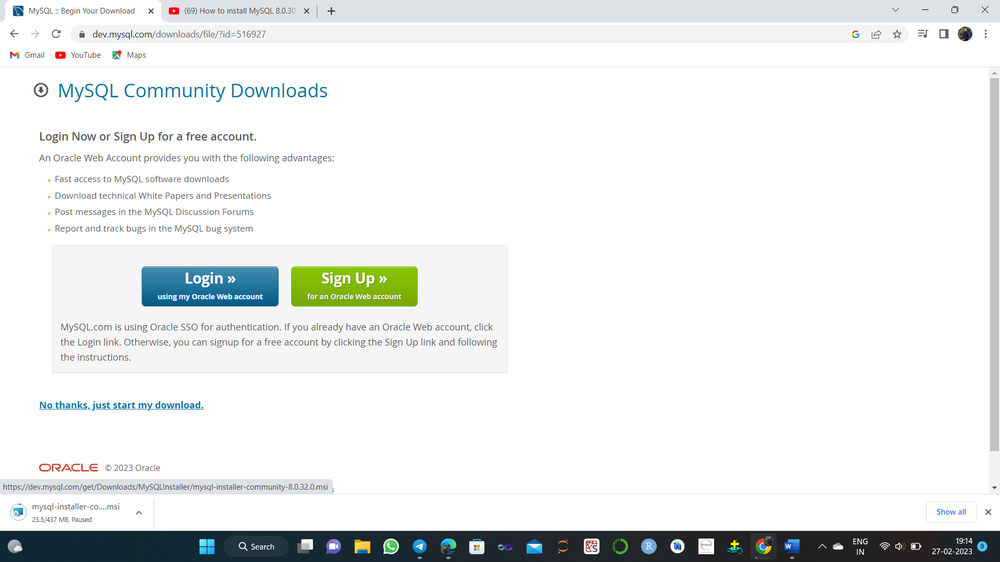 MySQL :: Begin Your Download
(69) How to install MySQL 8.0.30
dev.mysql.com/downloads/file/?id=516927
Gmail
YouTube
Maps
MySQL Community Downloads
Login Now or Sign Up for a free account.
An Oracle Web Account provides you with the following advantages:
Fast access to MySQL software downloads
Download technical White Papers and Presentations
Post messages in the MySQL Discussion Forums
Report and track bugs in the MySQL bug system
Login »
using my Oracle Web account
Sign Up »
for an Oracle Web account
MySQL.com is using Oracle SSO for authentication. If you already have an Oracle Web account, click
the Login link. Otherwise, you can signup for a free account by clicking the Sign Up link and following
the instructions.
No thanks, just start my download.
ORACLE © 2023 Oracle
https://dev.mysql.com/get/Downloads/MySQLInstaller/mysql-installer-community-8.0.32.0.msi
mysql-installer-co....msi
23.5/437 MB, Paused
Show all
Search
ENG
IN
19:14
27-02-2023
9